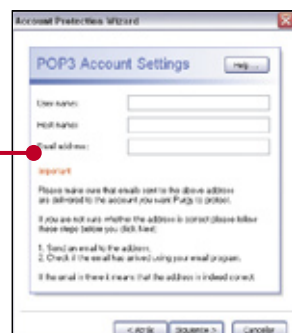 Account Protection Wizard
POP3 Account Settings
Help...
User name:
Host name:
Email address:
Important
Please make sure that emails sent to the above address
are delivered to the account you want Purgy to protect.
If you are not sure whether the address is correct please follow
these steps before you click Next:
1. Send an email to the address.
2. Check if the email has arrived using your email program.
If the email is there it means that the address is indeed correct.
< Atrás
Siguiente >
Cancelar